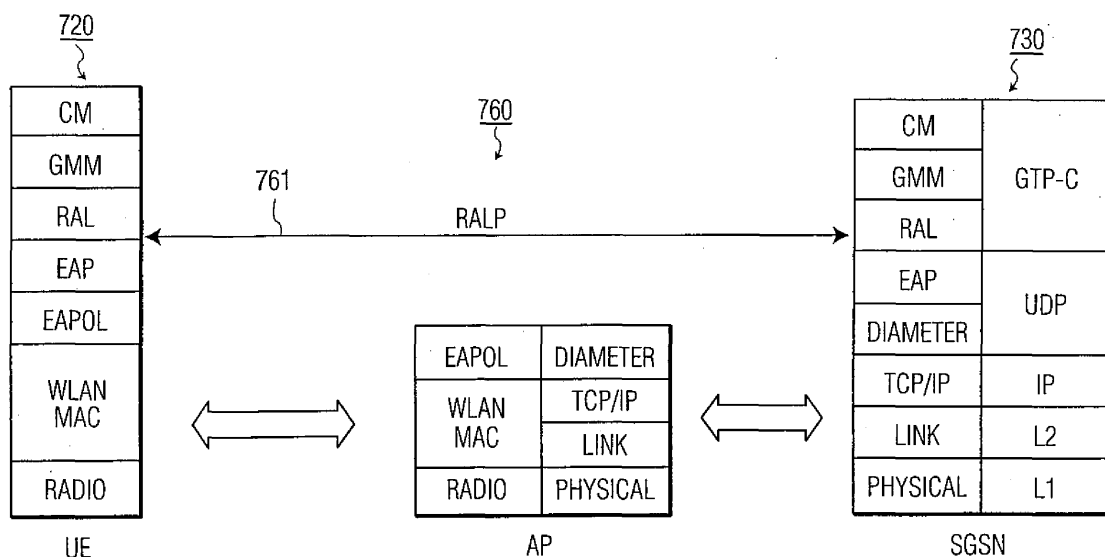 720
CM
GMM
RAL
EAP
EAPOL
WLAN
MAC
RADIO
UE
760
761
RALP
EAPOL
DIAMETER
WLAN
MAC
TCP/IP
LINK
RADIO
PHYSICAL
AP
730
CM
GTP-C
GMM
RAL
EAP
UDP
DIAMETER
TCP/IP
IP
LINK
L2
PHYSICAL
L1
SGSN